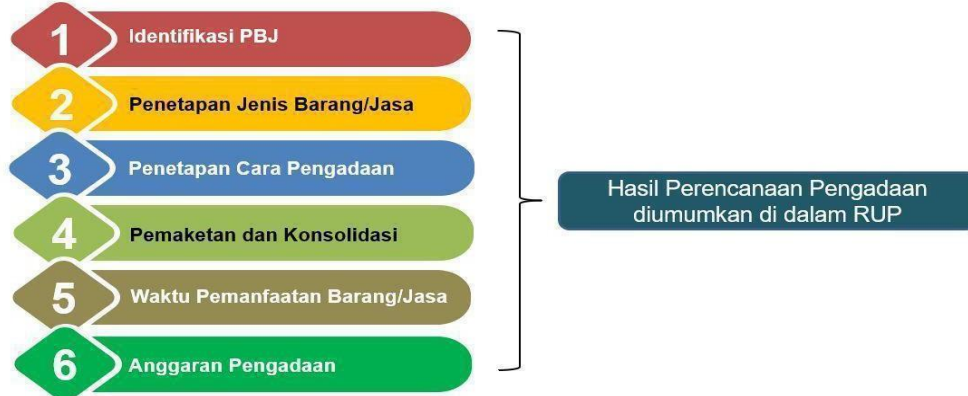 1 Identifikasi PBJ
2 Penetapan Jenis Barang/Jasa
3 Penetapan Cara Pengadaan
4 Pemaketan dan Konsolidasi
5 Waktu Pemanfaatan Barang/Jasa
6 Anggaran Pengadaan
Hasil Perencanaan Pengadaan
diumumkan di dalam RUP